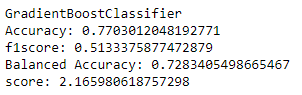 GradientBoostClassifier
Accuracy: 0.7703012048192771
f1score: 0.5133375877472879
Balanced Accuracy: 0.7283405498665467
score: 2.165980618757298